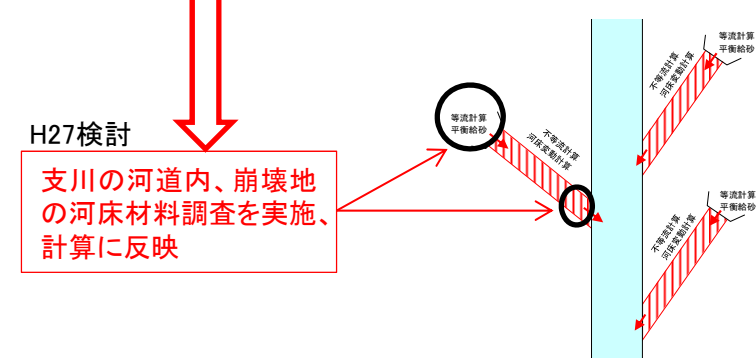 H27検討
支川の河道内、崩壊地
の河床材料調査を実施、
計算に反映
等流計算
平衡給砂
不等流計算
河床変動計算
等流計算
平衡給砂
不等流計算
河床変動計算
等流計算
平衡給砂
不等流計算
河床変動計算